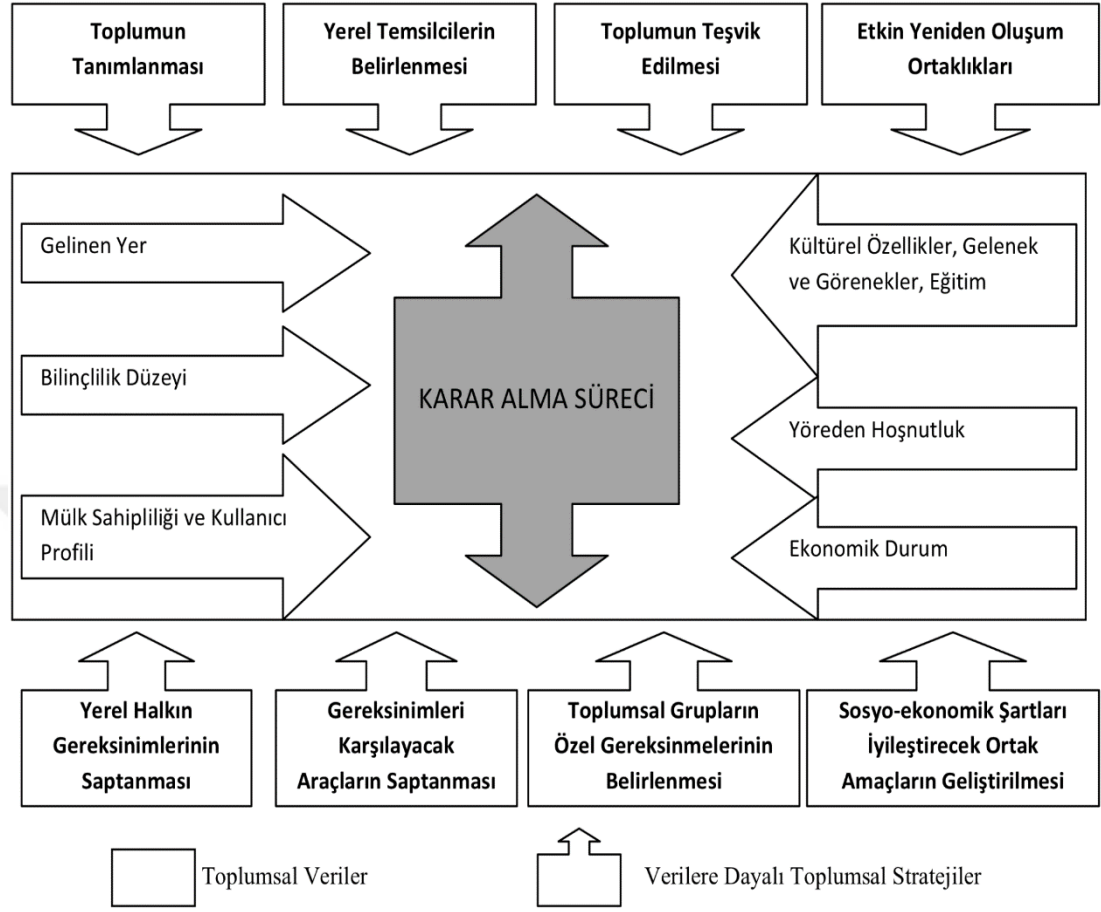 Toplumun
Tanımlanması
Yerel Temsilcilerin
Belirlenmesi
Toplumun Teşvik
Edilmesi
Etkin Yeniden Oluşum
Ortaklıkları
Gelinen Yer
Bilinçlilik Düzeyi
Mülk Sahipliliği ve Kullanıcı
Profili
KARAR ALMA SÜRECİ
Kültürel Özellikler, Gelenek
ve Görenekler, Eğitim
Yöreden Hoşnutluk
Ekonomik Durum
Yerel Halkın
Gereksinimlerinin
Saptanması
Gereksinimleri
Karşılayacak
Araçların Saptanması
Toplumsal Grupların
Özel Gereksinmelerinin
Belirlenmesi
Sosyo-ekonomik Şartları
İyileştirecek Ortak
Amaçların Geliştirilmesi
Toplumsal Veriler
Verilere Dayalı Toplumsal Stratejiler